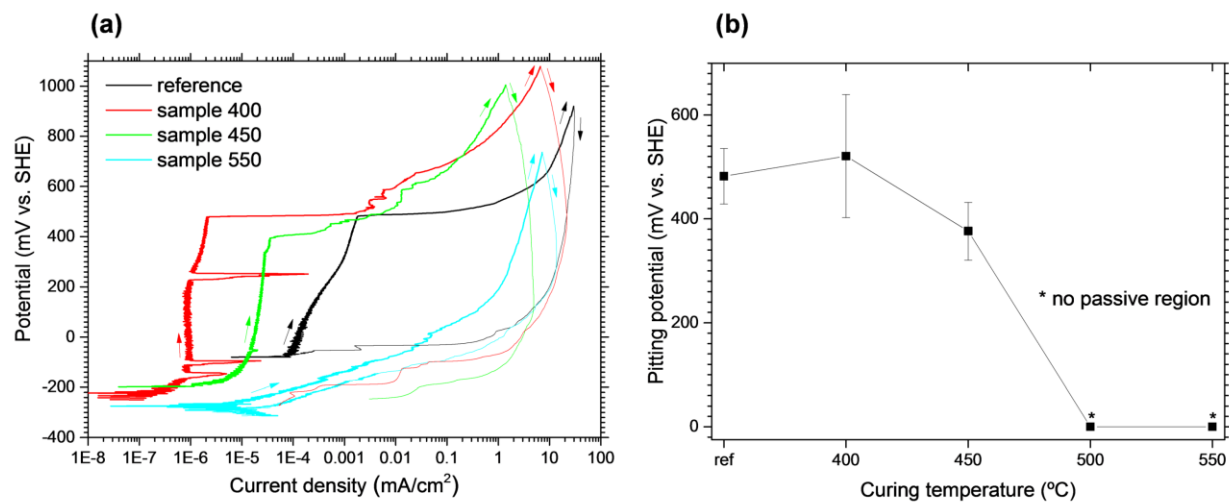 (a)
1000
800
600
400
200
0
-200
-400
Potential (mV vs. SHE)
reference
sample 400
sample 450
sample 550
1E-8 1E-7 1E-6 1E-5 1E-4 0.001 0.01 0.1 1 10 100
Current density (mA/cm²)
(b)
600
400
200
0
Pitting potential (mV vs. SHE)
* no passive region
* *
ref 400 450 500 550
Curing temperature (ºC)